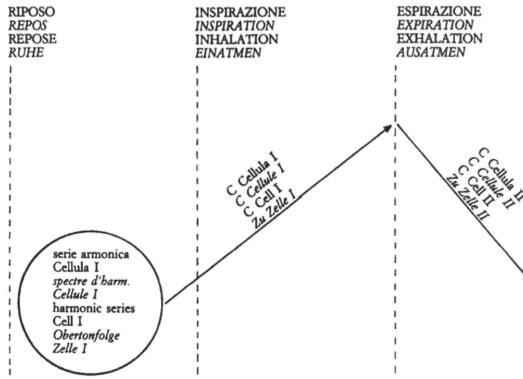 RIPOSO
REPOS
REPOSE
RUHE
INSPIRAZIONE
INSPIRATION
INHALATION
EINATMEN
ESPIRAZIONE
EXPIRATION
EXHALATION
AUSATMEN
C Cellula I
C Cellule I
C Cell I
Zu Zelle I
C Cellula II
C Cellule II
C Cell II
Zu Zelle II
serie armonica
Cellula I
spectre d'harm.
Cellule I
harmonic series
Cell I
Obertonfolge
Zelle I